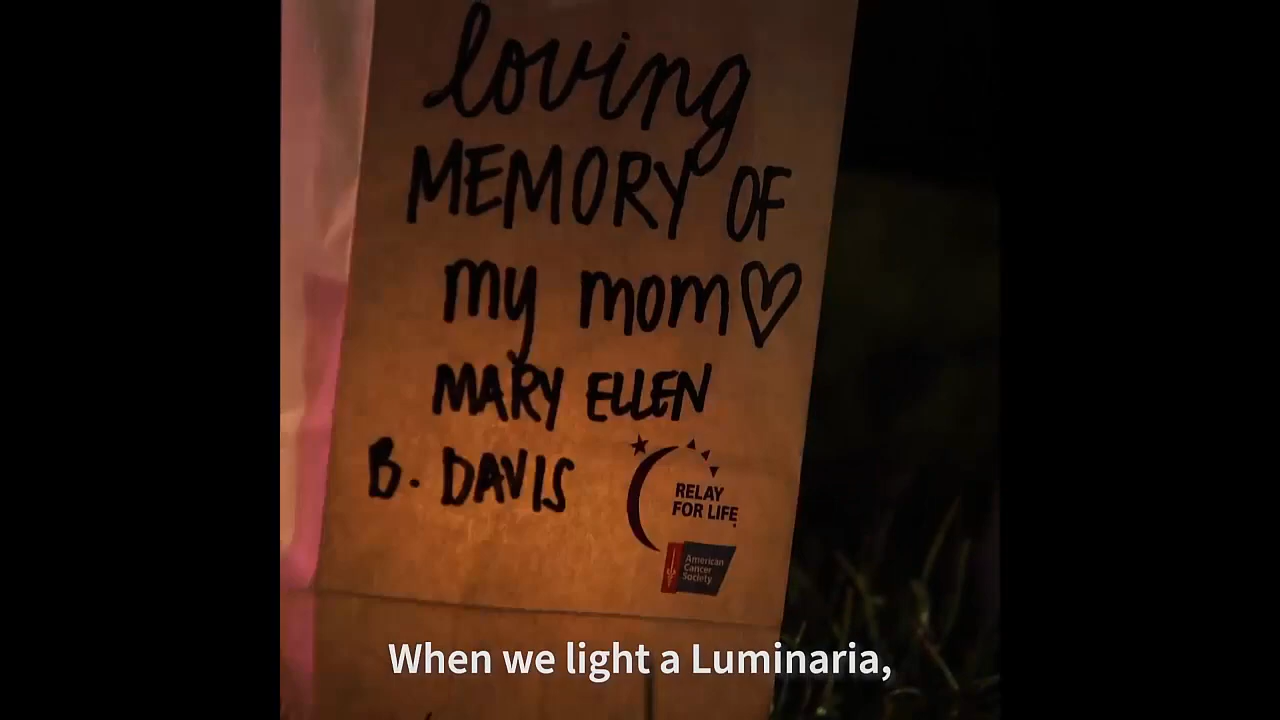 loving
MEMORY OF
my mom♡
MARY ELLEN
B. DAVIS
RELAY
FOR LIFE
American
Cancer
Society
When we light a Luminaria,